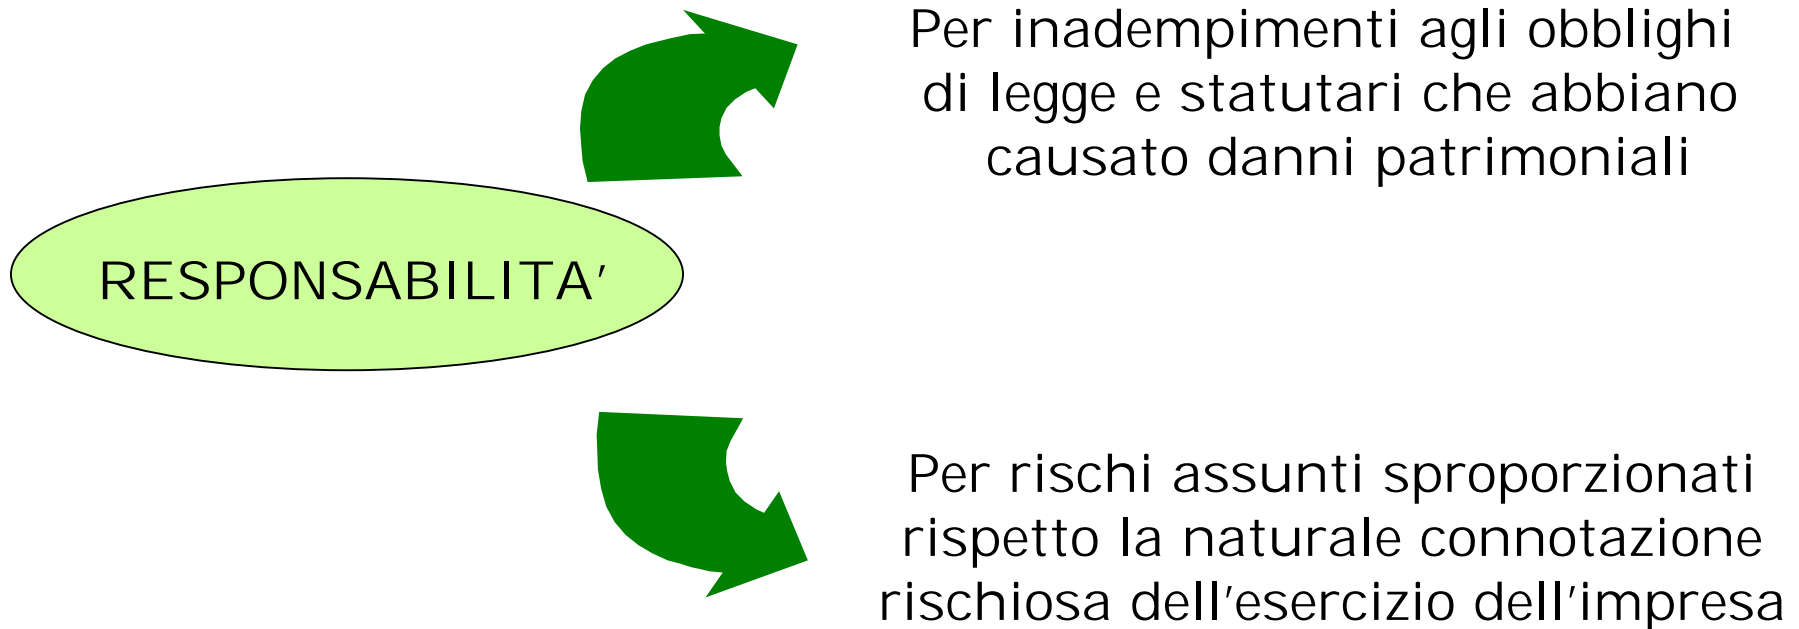 Per inadempimenti agli obblighi
di legge e statutari che abbiano
causato danni patrimoniali
RESPONSABILITA’
Per rischi assunti sproporzionati
rispetto la naturale connotazione
rischiosa dell’esercizio dell’impresa